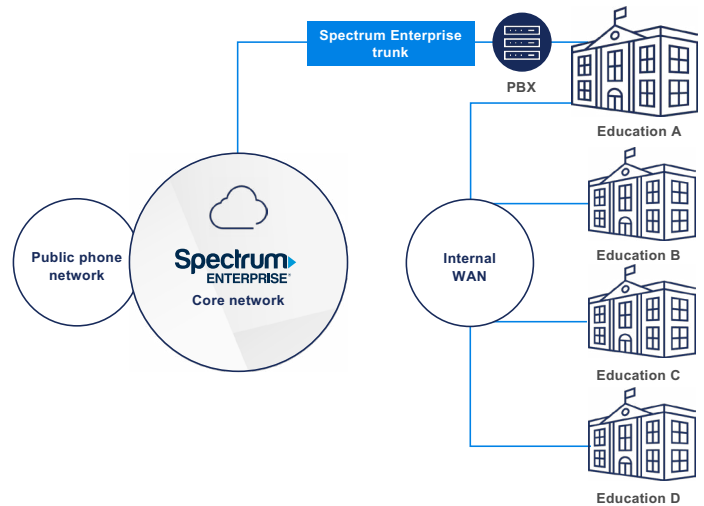 Spectrum Enterprise
trunk
PBX
Education A
Education B
Public phone
network
Spectrum
ENTERPRISE®
Core network
Internal
WAN
Education C
Education D